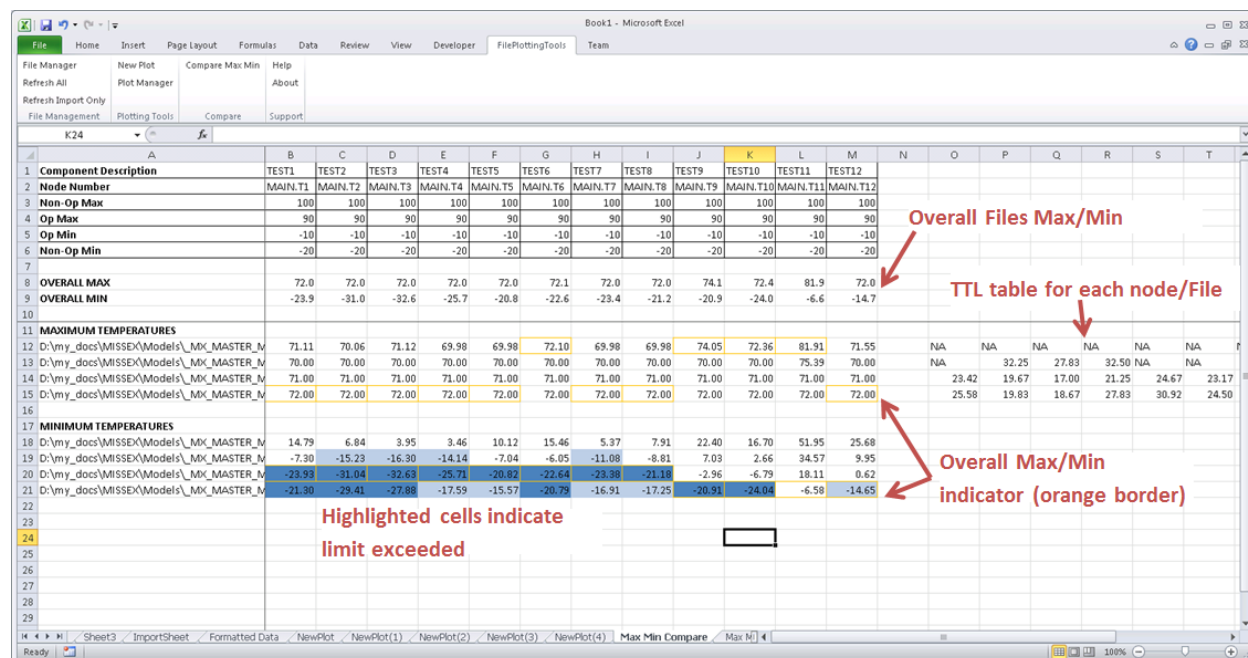 Book1 - Microsoft Excel
File Home Insert Page Layout Formulas Data Review View Developer FilePlottingTools Team
File Manager New Plot Compare Max Min Help
Refresh All Plot Manager About
Refresh Import Only
File Management Plotting Tools Compare Support
K24 fx
A B C D E F G H I J K L M N O P Q R S T
1 Component Description TEST1 TEST2 TEST3 TEST4 TEST5 TEST6 TEST7 TEST8 TEST9 TEST10 TEST11 TEST12
2 Node Number MAIN.T1 MAIN.T2 MAIN.T3 MAIN.T4 MAIN.T5 MAIN.T6 MAIN.T7 MAIN.T8 MAIN.T9 MAIN.T10 MAIN.T11 MAIN.T12
3 Non-Op Max 100 100 100 100 100 100 100 100 100 100 100 100
4 Op Max 90 90 90 90 90 90 90 90 90 90 90 90
5 Op Min -10 -10 -10 -10 -10 -10 -10 -10 -10 -10 -10 -10
6 Non-Op Min -20 -20 -20 -20 -20 -20 -20 -20 -20 -20 -20 -20
Overall Files Max/Min
7
8 OVERALL MAX 72.0 72.0 72.0 72.0 72.0 72.1 72.0 72.0 74.1 72.4 81.9 72.0
9 OVERALL MIN -23.9 -31.0 -32.6 -25.7 -20.8 -22.6 -23.4 -21.2 -20.9 -24.0 -6.6 -14.7
TTL table for each node/File
10
11 MAXIMUM TEMPERATURES
12 D:\my_docs\MISSEX\Models\_MX_MASTER_M 71.11 70.06 71.12 69.98 69.98 72.10 69.98 69.98 74.05 72.36 81.91 71.55 NA NA NA NA NA NA
13 D:\my_docs\MISSEX\Models\_MX_MASTER_M 70.00 70.00 70.00 70.00 70.00 70.00 70.00 70.00 70.00 70.00 75.39 70.00 NA 32.25 27.83 32.50 NA NA
14 D:\my_docs\MISSEX\Models\_MX_MASTER_M 71.00 71.00 71.00 71.00 71.00 71.00 71.00 71.00 71.00 71.00 71.00 71.00 23.42 19.67 17.00 21.25 24.67 23.17
15 D:\my_docs\MISSEX\Models\_MX_MASTER_M 72.00 72.00 72.00 72.00 72.00 72.00 72.00 72.00 72.00 72.00 72.00 72.00 25.58 19.83 18.67 27.83 30.92 24.50
16
17 MINIMUM TEMPERATURES
18 D:\my_docs\MISSEX\Models\_MX_MASTER_M 14.79 6.84 3.95 3.46 10.12 15.46 5.37 7.91 22.40 16.70 51.95 25.68
19 D:\my_docs\MISSEX\Models\_MX_MASTER_M -7.30 -15.23 -16.30 -14.14 -7.04 -6.05 -11.08 -8.81 7.03 2.66 34.57 9.95
20 D:\my_docs\MISSEX\Models\_MX_MASTER_M -23.93 -31.04 -32.63 -25.71 -20.82 -22.64 -23.38 -21.18 -2.96 -6.79 18.11 0.62
21 D:\my_docs\MISSEX\Models\_MX_MASTER_M -21.30 -29.41 -27.88 -17.59 -15.57 -20.79 -16.91 -17.25 -20.91 -24.04 -6.58 -14.65
Overall Max/Min
indicator (orange border)
22
Highlighted cells indicate
limit exceeded
23
24
25
26
27
28
29
Sheet3 ImportSheet Formatted Data NewPlot NewPlot(1) NewPlot(2) NewPlot(3) NewPlot(4) Max Min Compare
Ready 100%